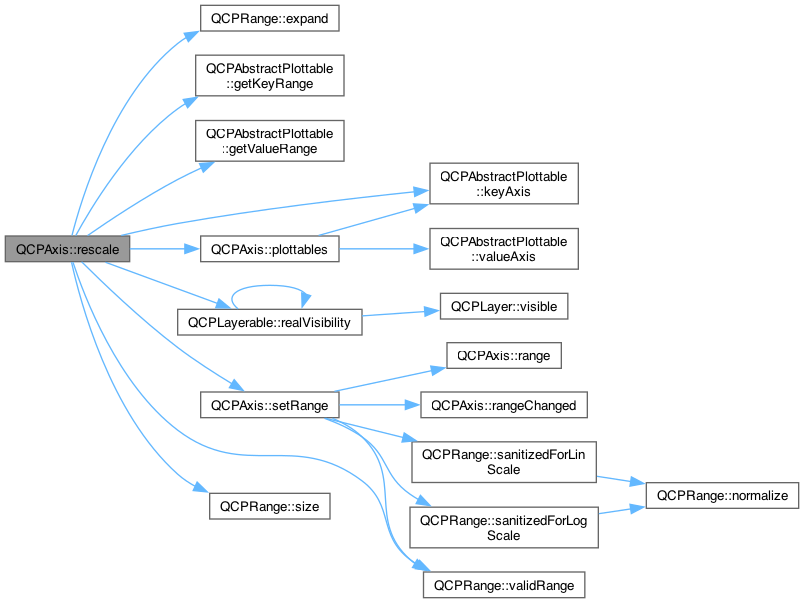 QCPRange::expand
QCPAbstractPlottable
::getKeyRange
QCPAbstractPlottable
::getValueRange
QCPAbstractPlottable
::keyAxis
QCPAxis::rescale
QCPAxis::plottables
QCPAbstractPlottable
::valueAxis
QCPLayer::visible
QCPLayerable::realVisibility
QCPAxis::range
QCPAxis::setRange
QCPAxis::rangeChanged
QCPRange::sanitizedForLin
Scale
QCPRange::normalize
QCPRange::size
QCPRange::sanitizedForLog
Scale
QCPRange::validRange